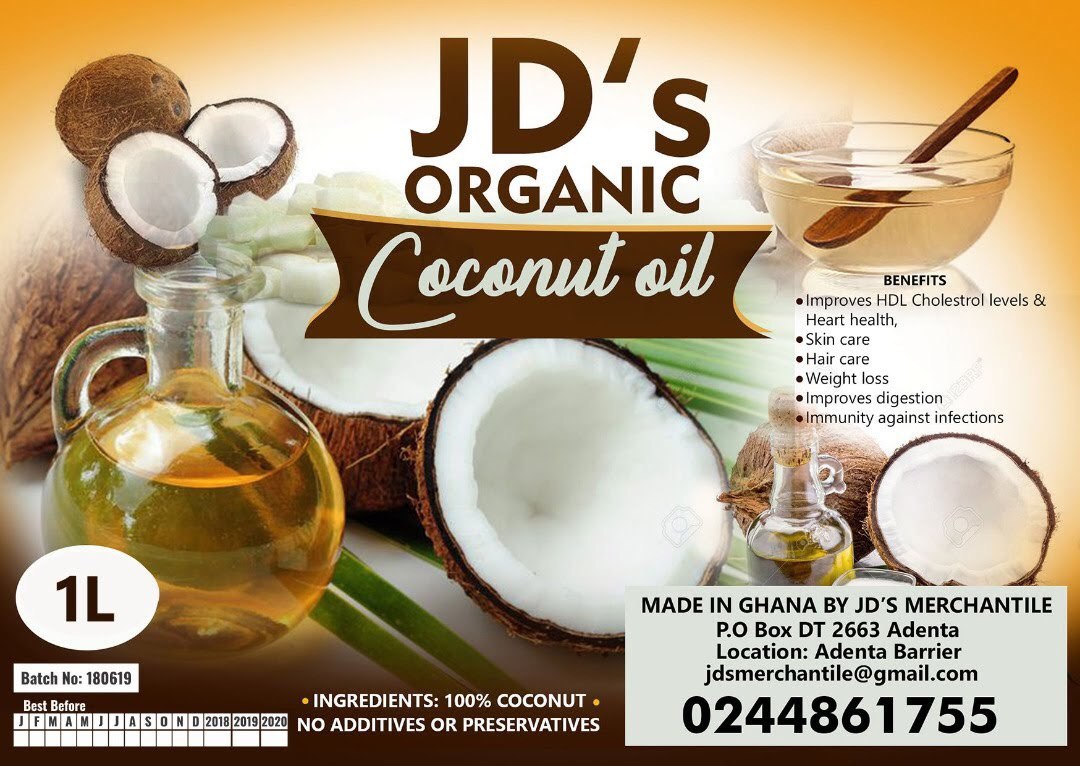 JD‘s
ORGANIC
Coconut oil
BENEFITS
•Improves HDL Cholestrol levels &
Heart health,
•Skin care
•Hair care
•Weight loss
•Improves digestion
•Immunity against infections
1L
Batch No: 180619
Best Before
J F M A M J J A S O N D 2018 2019 2020
• INGREDIENTS: 100% COCONUT •
NO ADDITIVES OR PRESERVATIVES
MADE IN GHANA BY JD’S MERCHANTILE
P.O Box DT 2663 Adenta
Location: Adenta Barrier
jdsmerchantile@gmail.com
0244861755